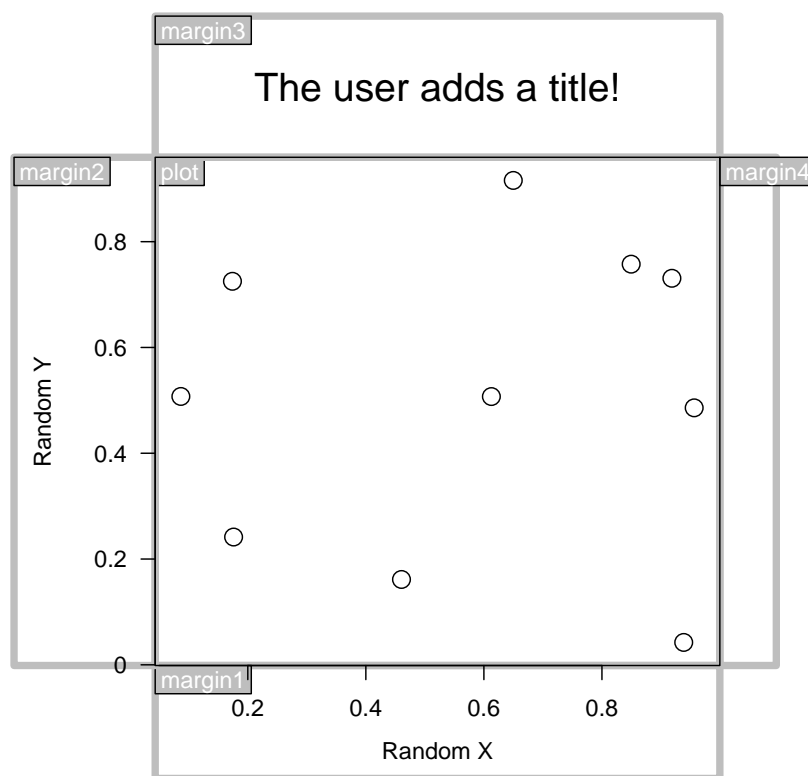 margin3
The user adds a title!
margin2
plot
margin4
0.8
0.6
Random Y
0.4
0.2
0
margin1
0.2 0.4 0.6 0.8
Random X